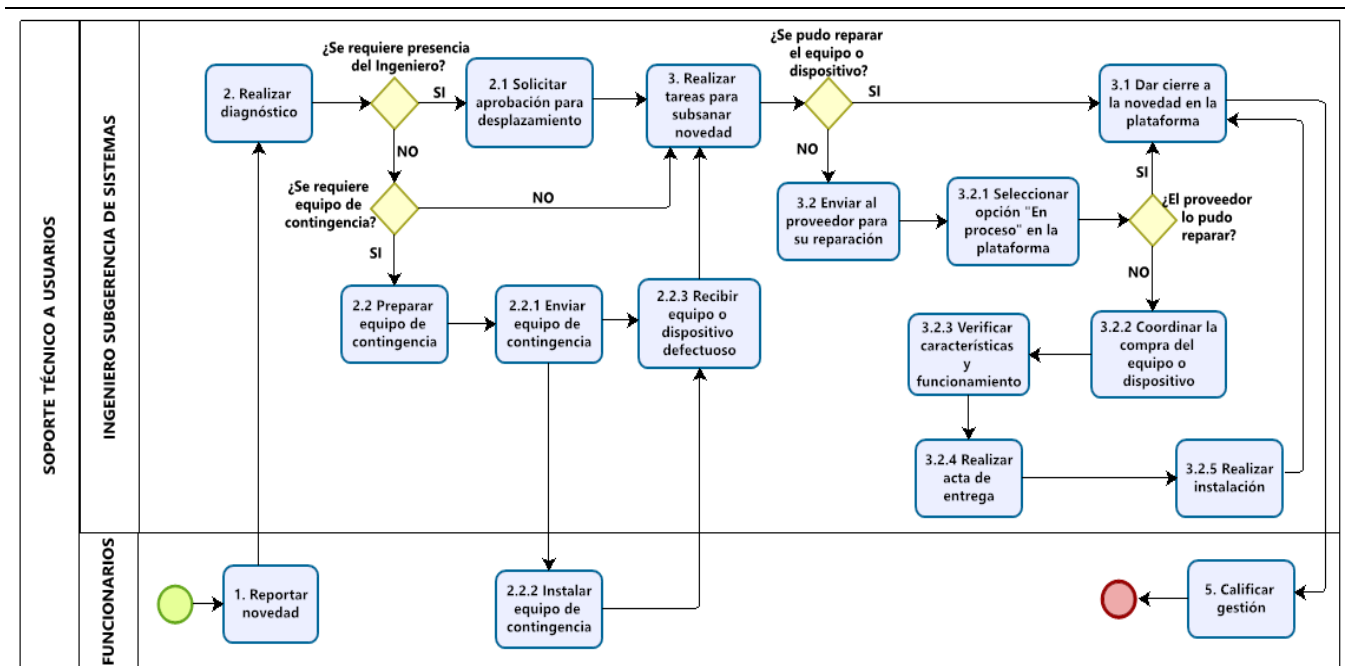 SOPORTE TÉCNICO A USUARIOS
INGENIERO SUBGERENCIA DE SISTEMAS
¿Se requiere presencia
del Ingeniero?
2. Realizar
diagnóstico
SI
NO
2.1 Solicitar
aprobación para
desplazamiento
3. Realizar
tareas para
subsanar
novedad
¿Se pudo reparar
el equipo o
dispositivo?
SI
NO
3.1 Dar cierre a
la novedad en la
plataforma
¿Se requiere
equipo de
contingencia?
NO
SI
3.2 Enviar al
proveedor para
su reparación
3.2.1 Seleccionar
opción "En
proceso" en la
plataforma
SI
¿El proveedor
lo pudo
reparar?
NO
2.2 Preparar
equipo de
contingencia
2.2.1 Enviar
equipo de
contingencia
2.2.3 Recibir
equipo o
dispositivo
defectuoso
3.2.3 Verificar
características
y
funcionamiento
3.2.2 Coordinar la
compra del
equipo o
dispositivo
3.2.4 Realizar
acta de
entrega
3.2.5 Realizar
instalación
FUNCIONARIOS
1. Reportar
novedad
2.2.2 Instalar
equipo de
contingencia
5. Calificar
gestión